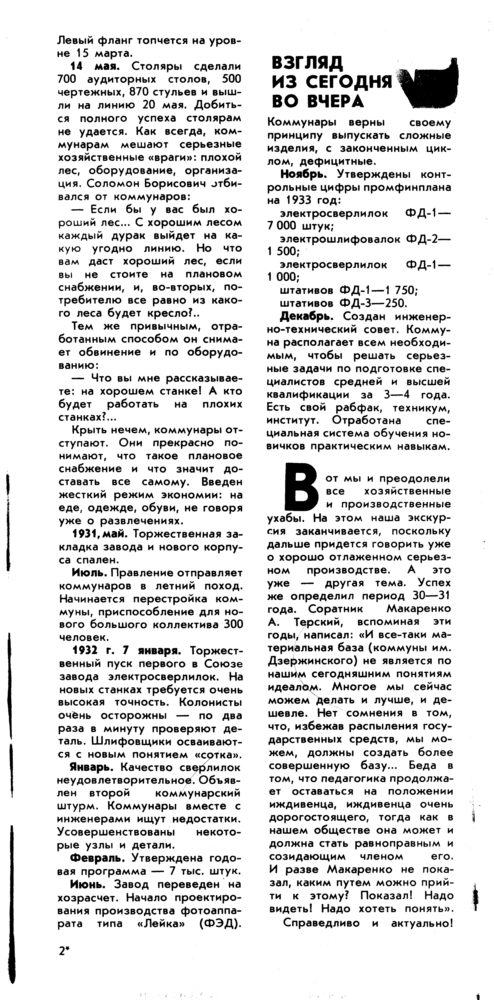 Левый фланг топчется на уров-
не 15 марта.
14 мая. Столяры сделали
700 аудиторных столов, 500
чертежных, 870 стульев и выш-
ли на линию 20 мая. Добить-
ся полного успеха столярам
не удается. Как всегда, ком-
мунарам мешают серьезные
хозяйственные «враги»: плохой
лес, оборудование, организа-
ция. Соломон Борисович отби-
вался от коммунаров:
— Если бы у вас был хо-
роший лес... С хорошим лесом
каждый дурак выйдет на ка-
кую угодно линию. Но что
вам даст хороший лес, если
вы не стоите на плановом
снабжении, и, во-вторых, по-
требителю все равно из како-
го леса будет кресло?..
Тем же привычным, отра-
ботанным способом он снима-
ет обвинение и по оборудо-
ванию:
— Что вы мне рассказывае-
те: на хорошем станке! А кто
будет работать на плохих
станках?...
Крыть нечем, коммунары от-
ступают. Они прекрасно по-
нимают, что такое плановое
снабжение и что значит до-
ставать все самому. Введен
жесткий режим экономии: на
еде, одежде, обуви, не говоря
уже о развлечениях.
1931, май. Торжественная за-
кладка завода и нового корпу-
са спален.
Июль. Правление отправляет
коммунаров в летний поход.
Начинается перестройка ком-
муны, приспособление для но-
вого большого коллектива 300
человек.
1932 г. 7 января. Торжест-
венный пуск первого в Союзе
завода электросверлилок. На
новых станках требуется очень
высокая точность. Колонисты
очень осторожны — по два
раза в минуту проверяют де-
таль. Шлифовщики осваивают-
ся с новым понятием «сотка».
Январь. Качество сверлилок
неудовлетворительное. Объяв-
лен второй коммунарский
штурм. Коммунары вместе с
инженерами ищут недостатки.
Усовершенствованы некото-
рые узлы и детали.
Февраль. Утверждена годо-
вая программа — 7 тыс. штук.
Июнь. Завод переведен на
хозрасчет. Начало проектиро-
вания производства фотоаппа-
рата типа «Лейка» (ФЭД).
2*
ВЗГЛЯД
ИЗ СЕГОДНЯ
ВО ВЧЕРА
Коммунары верны своему
принципу выпускать сложные
изделия, с законченным цик-
лом, дефицитные.
Ноябрь. Утверждены конт-
рольные цифры промфинплана
на 1933 год:
электросверлилок ФД-1—
7 000 штук;
электрошлифовалок ФД-2—
1 500;
электросверлилок ФД-1—
1 000;
штативов ФД-1—1 750;
штативов ФД-3—250.
Декабрь. Создан инженер-
но-технический совет. Комму-
на располагает всем необходи-
мым, чтобы решать серьез-
ные задачи по подготовке спе-
циалистов средней и высшей
квалификации за 3—4 года.
Есть свой рабфак, техникум,
институт. Отработана спе-
циальная система обучения но-
вичков практическим навыкам.
Вот мы и преодолели
все хозяйственные
и производственные
ухабы. На этом наша экскур-
сия заканчивается, поскольку
дальше придется говорить уже
о хорошо отлаженном серьез-
ном производстве. А это
уже — другая тема. Успех
же определил период 30—31
года. Соратник Макаренко
А. Терский, вспоминая эти
годы, написал: «И все-таки ма-
териальная база (коммуны им.
Дзержинского) не является по
нашим сегодняшним понятиям
идеалом. Многое мы сейчас
можем делать и лучше, и де-
шевле. Нет сомнения в том,
что, избежав распыления госу-
дарственных средств, мы мо-
жем, должны создать более
совершенную базу... Беда в
том, что педагогика продолжа-
ет оставаться на положении
иждивенца, иждивенца очень
дорогостоящего, тогда как в
нашем обществе она может и
должна стать равноправным и
созидающим членом его.
И разве Макаренко не пока-
зал, каким путем можно прий-
ти к этому? Показал! Надо
видеть! Надо хотеть понять».
Справедливо и актуально!